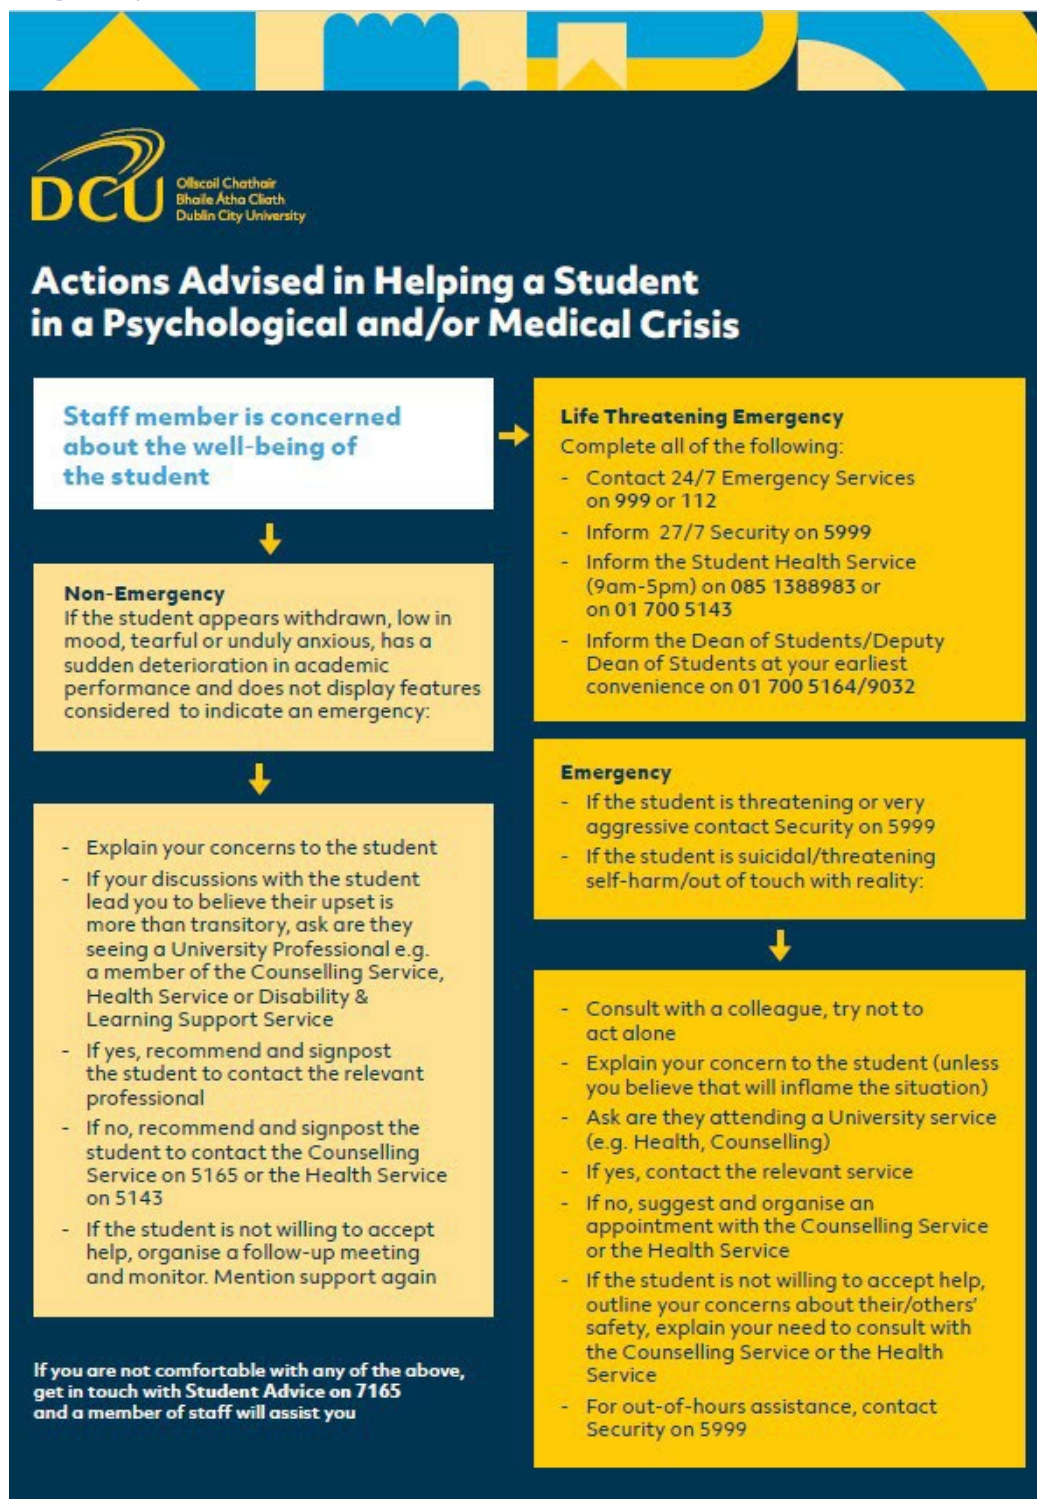 DCU
Ollscoil Chathair
Bhaile Átha Cliath
Dublin City University
Actions Advised in Helping a Student
in a Psychological and/or Medical Crisis
Staff member is concerned
about the well-being of
the student
Non-Emergency
If the student appears withdrawn, low in
mood, tearful or unduly anxious, has a
sudden deterioration in academic
performance and does not display features
considered to indicate an emergency:
- Explain your concerns to the student
- If your discussions with the student
lead you to believe their upset is
more than transitory, ask are they
seeing a University Professional e.g.
a member of the Counselling Service,
Health Service or Disability &
Learning Support Service
- If yes, recommend and signpost
the student to contact the relevant
professional
- If no, recommend and signpost the
student to contact the Counselling
Service on 5165 or the Health Service
on 5143
- If the student is not willing to accept
help, organise a follow-up meeting
and monitor. Mention support again
If you are not comfortable with any of the above,
get in touch with Student Advice on 7165
and a member of staff will assist you
Life Threatening Emergency
Complete all of the following:
- Contact 24/7 Emergency Services
on 999 or 112
- Inform 27/7 Security on 5999
- Inform the Student Health Service
(9am-5pm) on 085 1388983 or
on 01 700 5143
- Inform the Dean of Students/Deputy
Dean of Students at your earliest
convenience on 01 700 5164/9032
Emergency
- If the student is threatening or very
aggressive contact Security on 5999
- If the student is suicidal/threatening
self-harm/out of touch with reality:
- Consult with a colleague, try not to
act alone
- Explain your concern to the student (unless
you believe that will inflame the situation)
- Ask are they attending a University service
(e.g. Health, Counselling)
- If yes, contact the relevant service
- If no, suggest and organise an
appointment with the Counselling Service
or the Health Service
- If the student is not willing to accept help,
outline your concerns about their/others'
safety, explain your need to consult with
the Counselling Service or the Health
Service
- For out-of-hours assistance, contact
Security on 5999